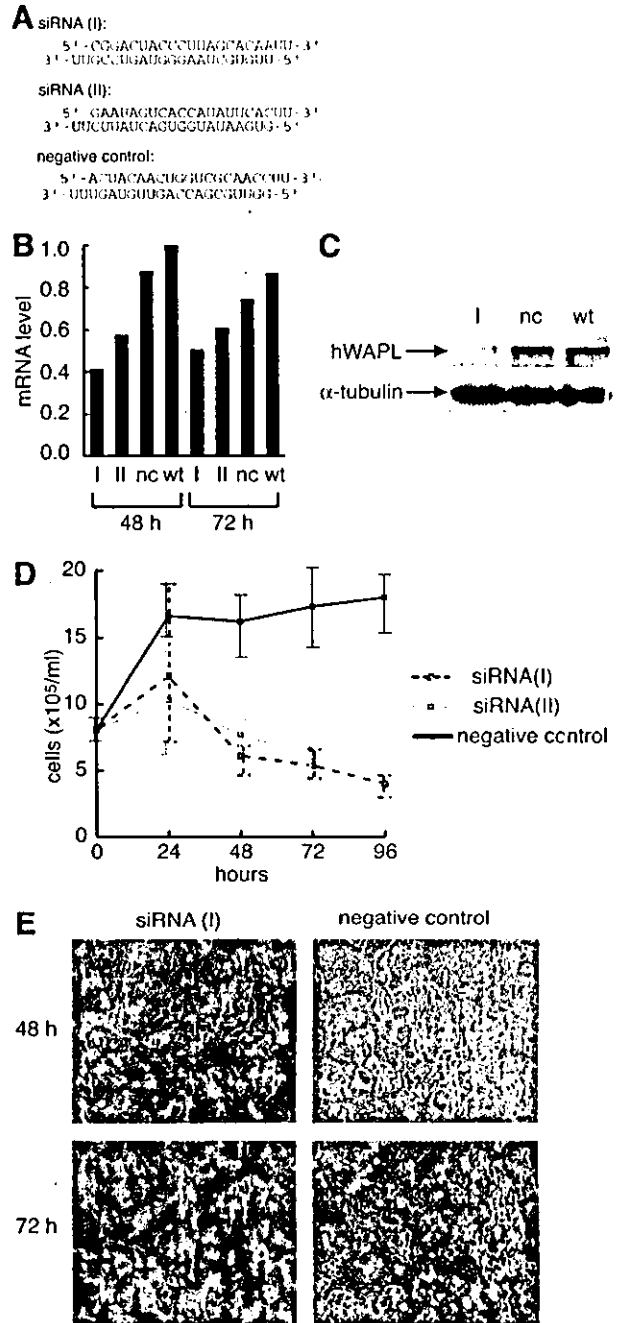 A
siRNA (I):
5'-CGGACUACCCUUAGCACAAUU-3'
3'-UUGCCUGAUGGGAAUCGUGUU-5'
siRNA (II):
5'-GAAUAGUCACCAUAUUCACUU-3'
3'-UUCUUAUCAGUGGUAUAAGUG-5'
negative control:
5'-ACUACAACUGGUCGCAACCUU-3'
3'-UUUGAUGUUGACCAGCGUUGG-5'
B
mRNA level
1.0
0.8
0.6
0.4
0.2
0.0
I II nc wt I II nc wt
48 h 72 h
C
I nc wt
hWAPL
α-tubulin
D
cells (x10⁵/ml)
20
15
10
5
0
0 24 48 72 96
hours
siRNA(I)
siRNA(II)
negative control
E
siRNA (I) negative control
48 h
72 h